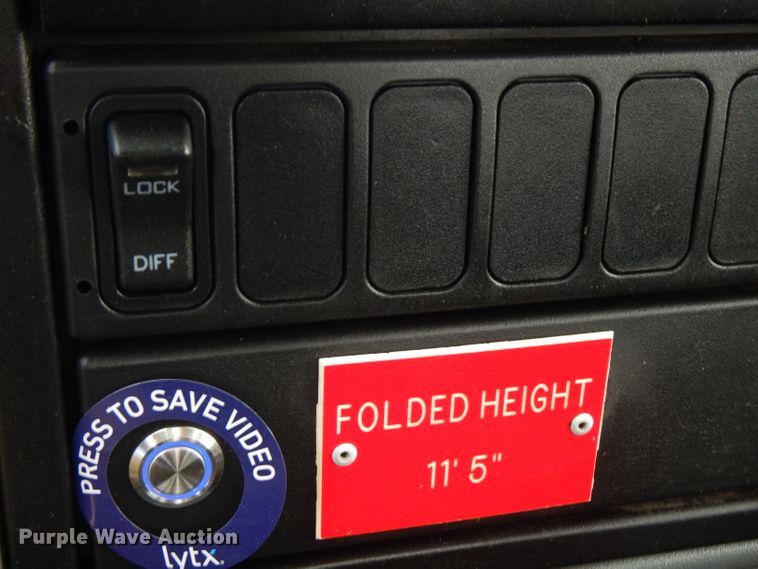 LOCK
DIFF
PRESS TO SAVE VIDEO
lytx.
FOLDED HEIGHT
11' 5"
Purple Wave Auction